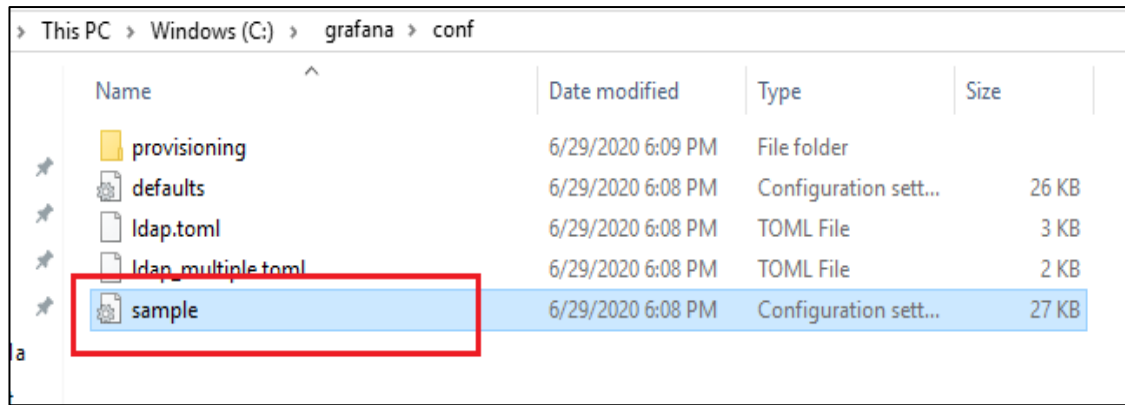 > This PC > Windows (C:) > grafana > conf
Name Date modified Type Size
provisioning 6/29/2020 6:09 PM File folder
defaults 6/29/2020 6:08 PM Configuration sett... 26 KB
ldap.toml 6/29/2020 6:08 PM TOML File 3 KB
ldap_multiple.toml 6/29/2020 6:08 PM TOML File 2 KB
sample 6/29/2020 6:08 PM Configuration sett... 27 KB
la